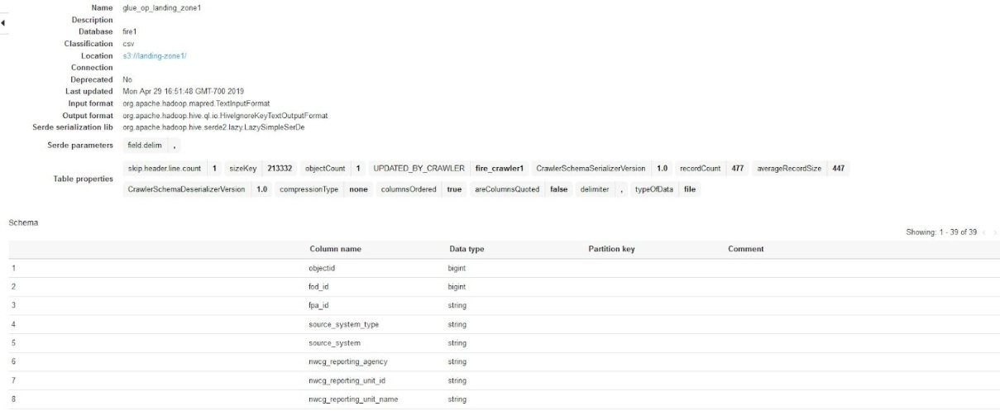 Name glue_op_landing_zone1
Description
Database fire1
Classification csv
Location s3://landing-zone1/
Connection
Deprecated No
Last updated Mon Apr 29 16:51:48 GMT-700 2019
Input format org.apache.hadoop.mapred.TextInputFormat
Output format org.apache.hadoop.hive.ql.io.HiveIgnoreKeyTextOutputFormat
Serde serialization lib org.apache.hadoop.hive.serde2.lazy.LazySimpleSerDe
Serde parameters field.delim ,
Table properties
skip.header.line.count 1 sizeKey 213332 objectCount 1 UPDATED_BY_CRAWLER fire_crawler1 CrawlerSchemaSerializerVersion 1.0 recordCount 477 averageRecordSize 447
CrawlerSchemaDeserializerVersion 1.0 compressionType none columnsOrdered true areColumnsQuoted false delimiter , typeOfData file
Schema
Showing: 1 - 39 of 39 < >
Column name Data type Partition key Comment
1 objectid bigint
2 fod_id bigint
3 fpa_id string
4 source_system_type string
5 source_system string
6 nwcg_reporting_agency string
7 nwcg_reporting_unit_id string
8 nwcg_reporting_unit_name string